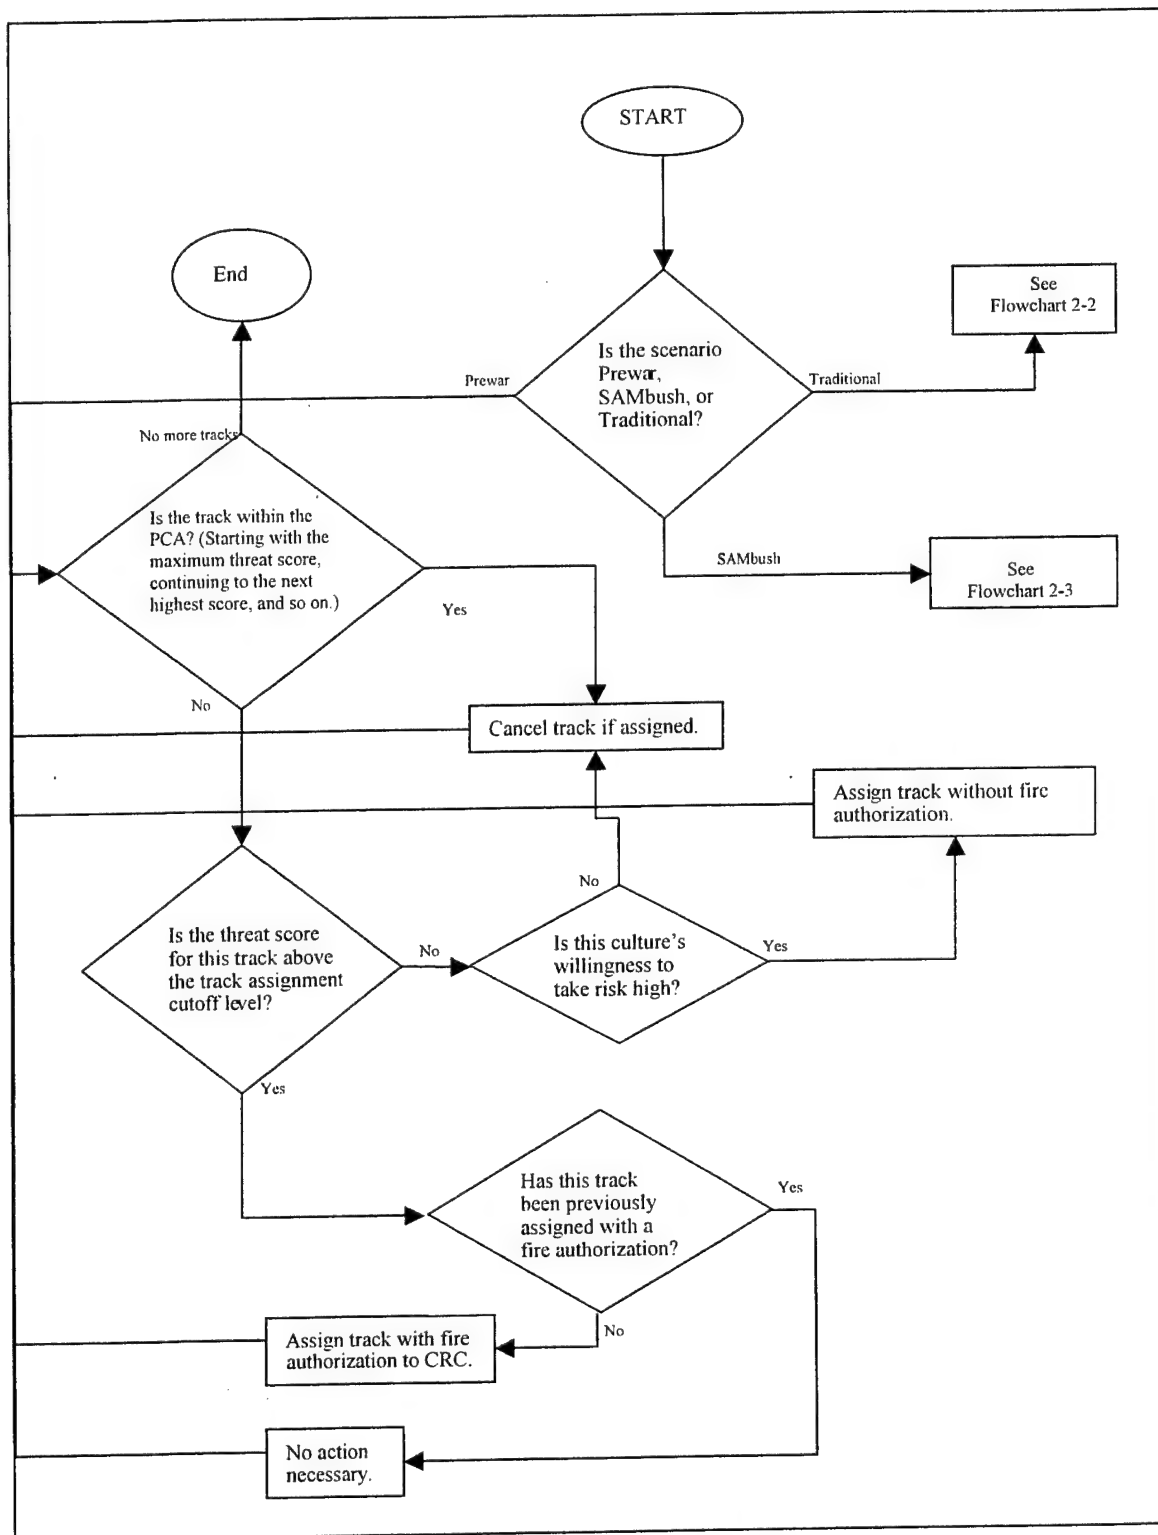 START
End
See
Flowchart 2-2
Is the scenario
Prewar,
SAMbush, or
Traditional?
Prewar
Traditional
No more tracks
Is the track within the
PCA? (Starting with the
maximum threat score,
continuing to the next
highest score, and so on.)
SAMbush
See
Flowchart 2-3
Yes
No
Cancel track if assigned.
Assign track without fire
authorization.
No
Is the threat score
for this track above
the track assignment
cutoff level?
No
Is this culture's
willingness to
take risk high?
Yes
Yes
Has this track
been previously
assigned with a
fire authorization?
Yes
No
Assign track with fire
authorization to CRC.
No action
necessary.